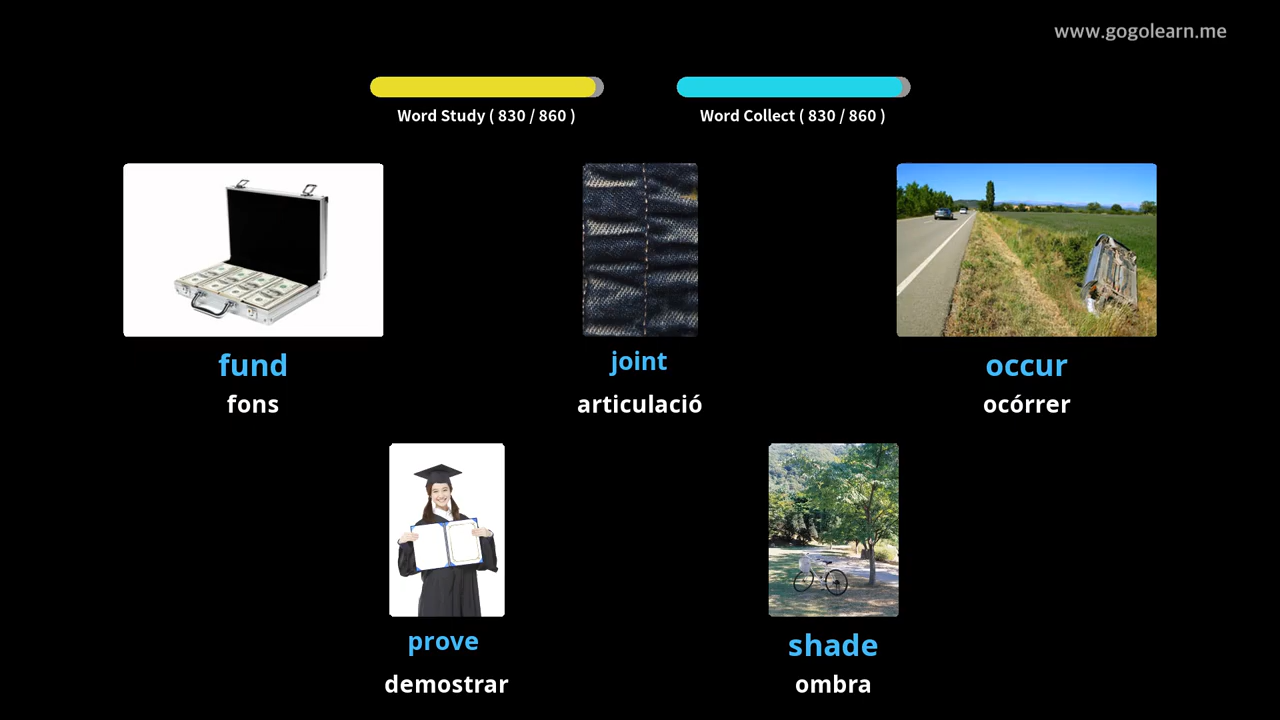 www.gogolearn.me
Word Study ( 830 / 860 )
Word Collect ( 830 / 860 )
fund
fons
joint
articulació
occur
ocórrer
prove
demostrar
shade
ombra